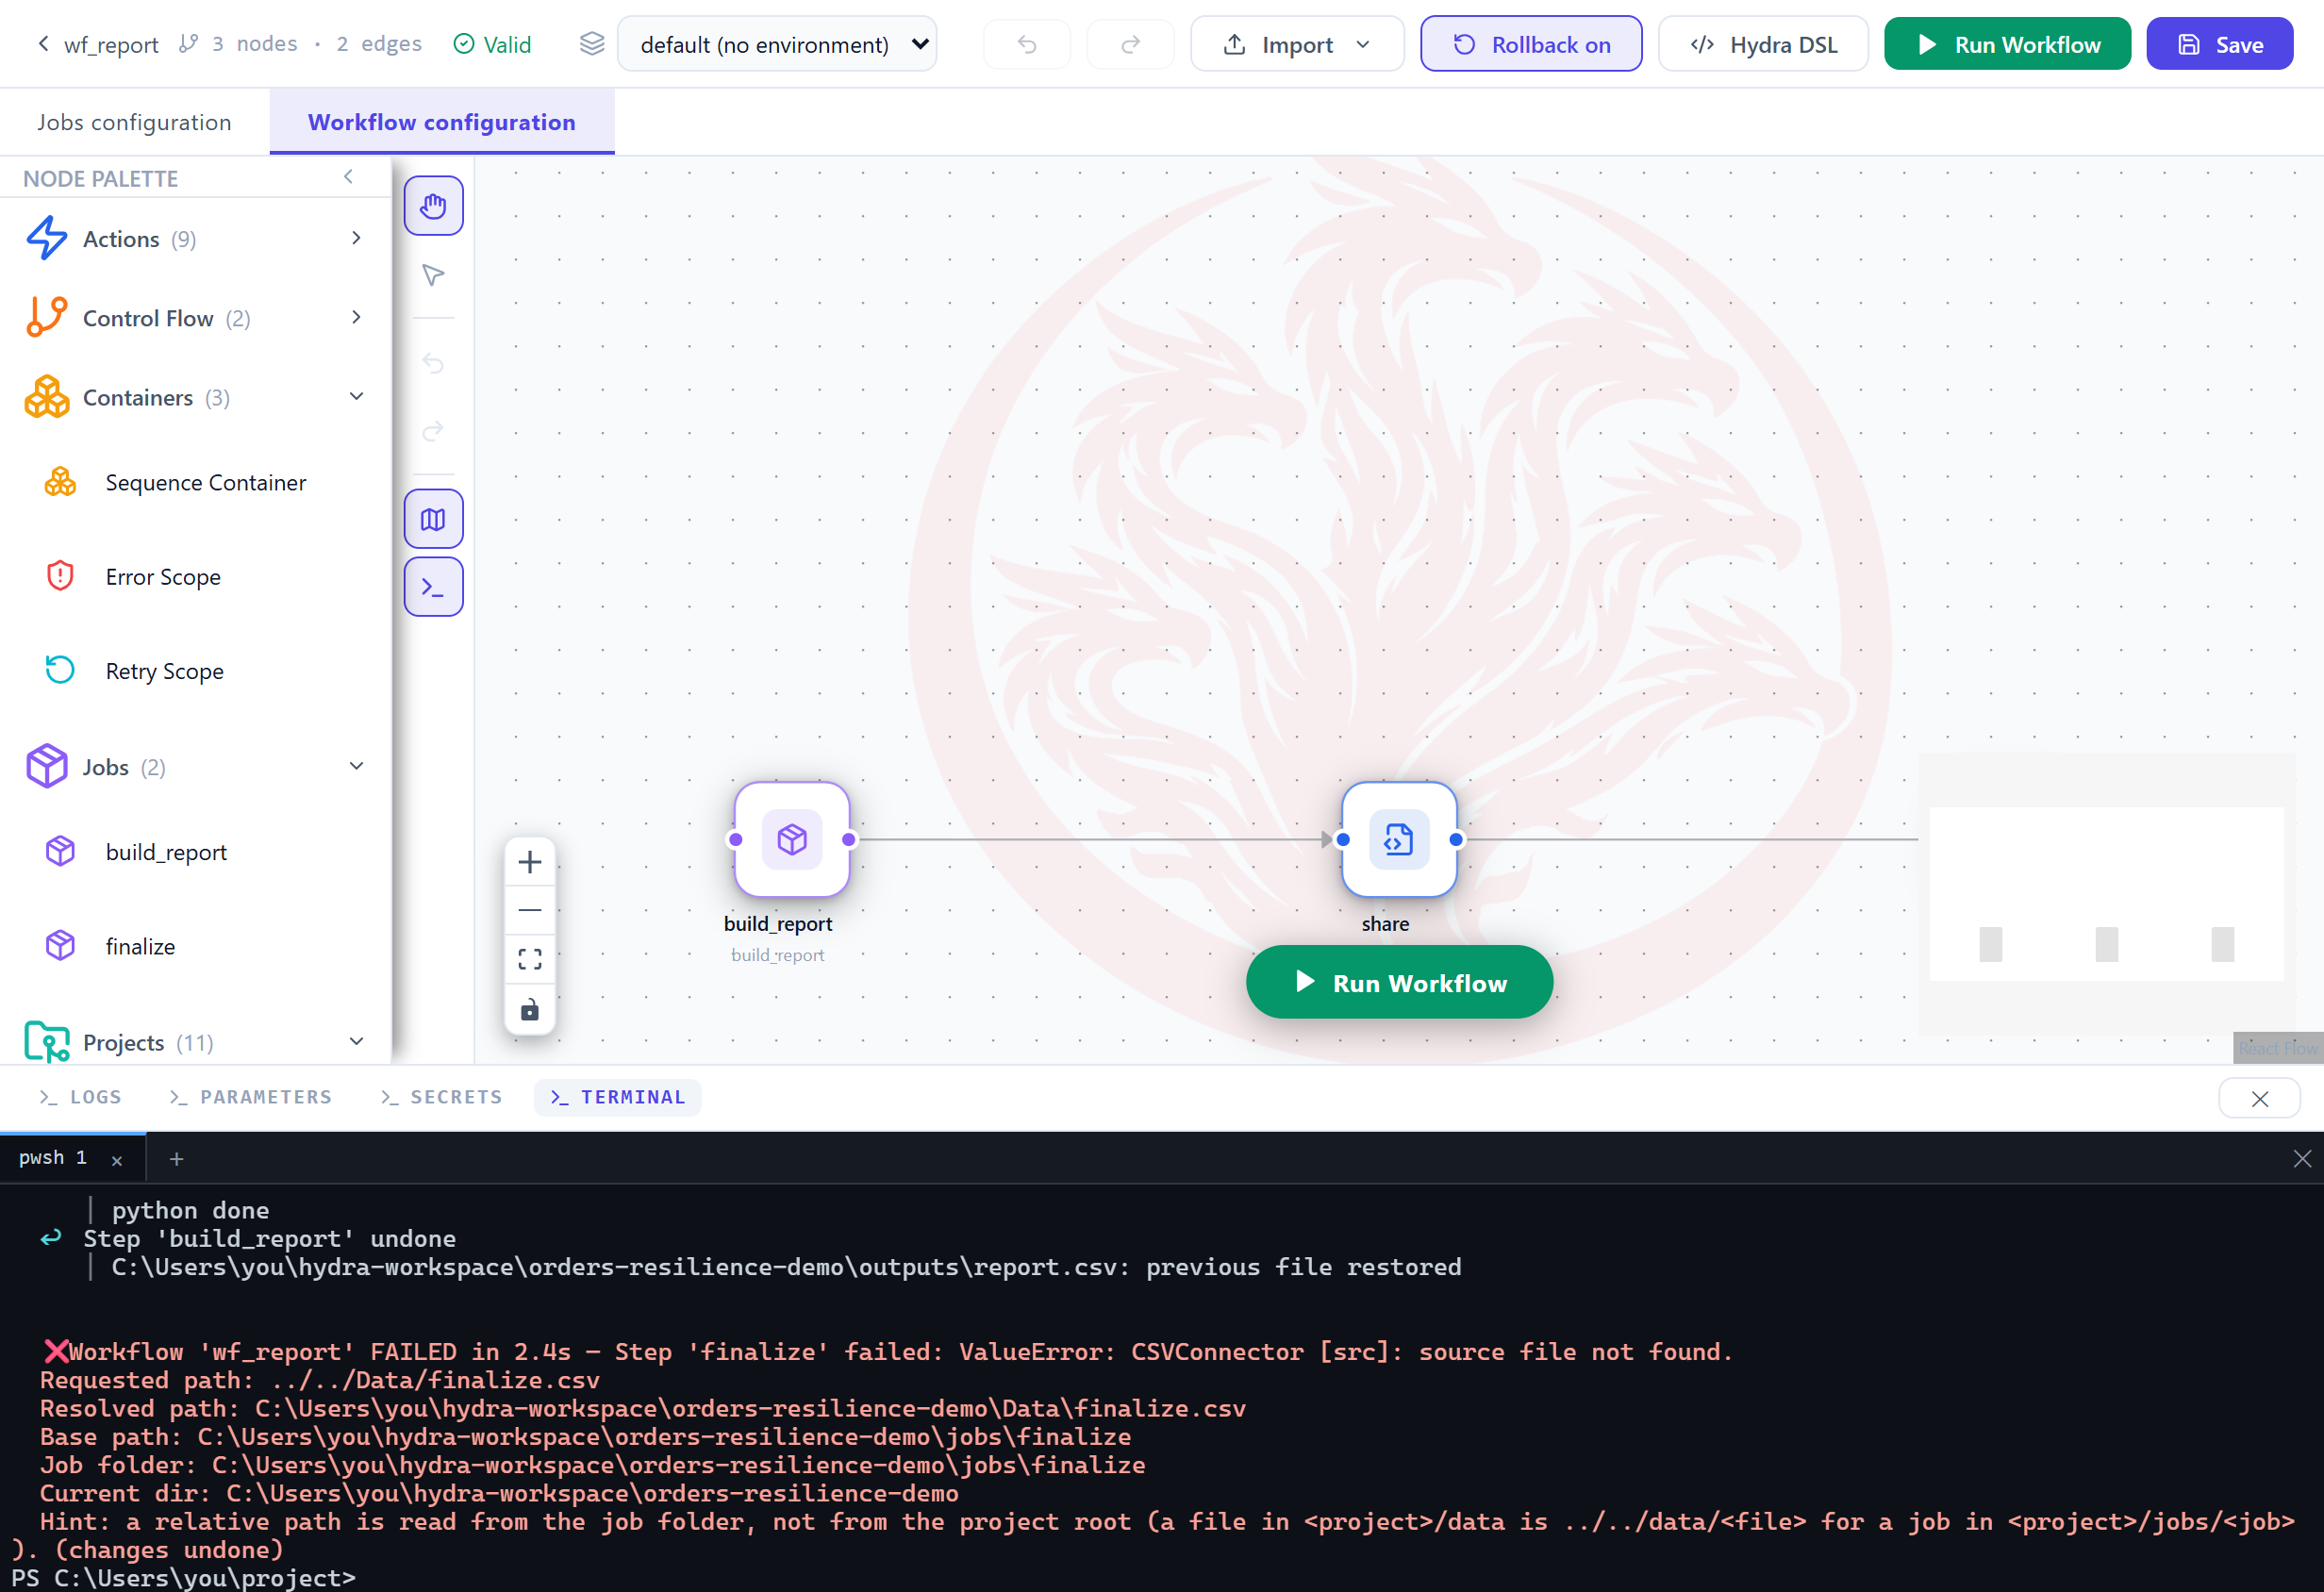 wf_report 3 nodes · 2 edges Valid default (no environment) Import Rollback on Hydra DSL Run Workflow Save
Jobs configuration Workflow configuration
NODE PALETTE
Actions (9)
Control Flow (2)
Containers (3)
Sequence Container
Error Scope
Retry Scope
Jobs (2)
build_report
finalize
Projects (11)
build_report
build_report
share
Run Workflow
React Flow
LOGS PARAMETERS SECRETS TERMINAL
pwsh 1 × +
| python done
Step 'build_report' undone
| C:\Users\you\hydra-workspace\orders-resilience-demo\outputs\report.csv: previous file restored
❌Workflow 'wf_report' FAILED in 2.4s — Step 'finalize' failed: ValueError: CSVConnector [src]: source file not found.
Requested path: ../../Data/finalize.csv
Resolved path: C:\Users\you\hydra-workspace\orders-resilience-demo\Data\finalize.csv
Base path: C:\Users\you\hydra-workspace\orders-resilience-demo\jobs\finalize
Job folder: C:\Users\you\hydra-workspace\orders-resilience-demo\jobs\finalize
Current dir: C:\Users\you\hydra-workspace\orders-resilience-demo
Hint: a relative path is read from the job folder, not from the project root (a file in <project>/data is ../../data/<file> for a job in <project>/jobs/<job>
). (changes undone)
PS C:\Users\you\project>